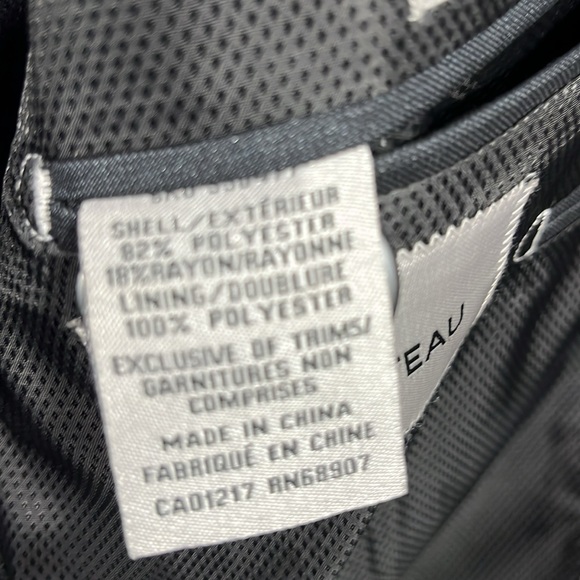 SHELL/EXTÉRIEUR
82% POLYESTER
18%RAYON/RAYONNE
LINING/DOUBLURE
100% POLYESTER
EXCLUSIVE OF TRIMS/
GARNITURES NON
COMPRISES
MADE IN CHINA
FABRIQUÉ EN CHINE
CA01217 RN68907
TEAU